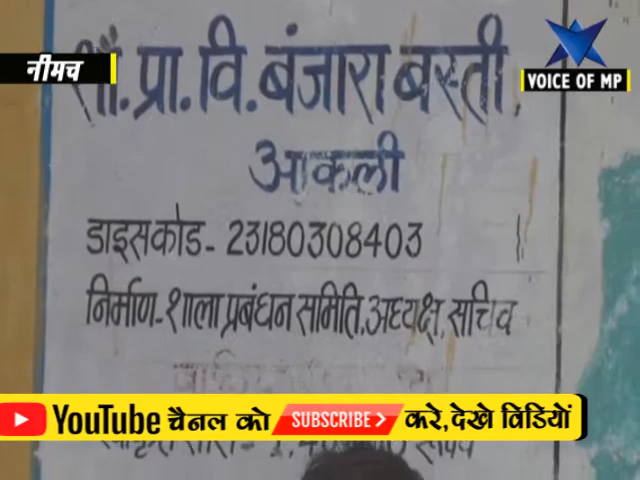 नीमच
VOICE OF MP
शा. प्रा. वि. बंजारा बस्ती
आकली
डाइसकोड- 23180308403
निर्माण-शाला प्रबंधन समिति.अध्यक्ष, सचिव
YouTube चैनल को SUBSCRIBE करे,देखे विडियों